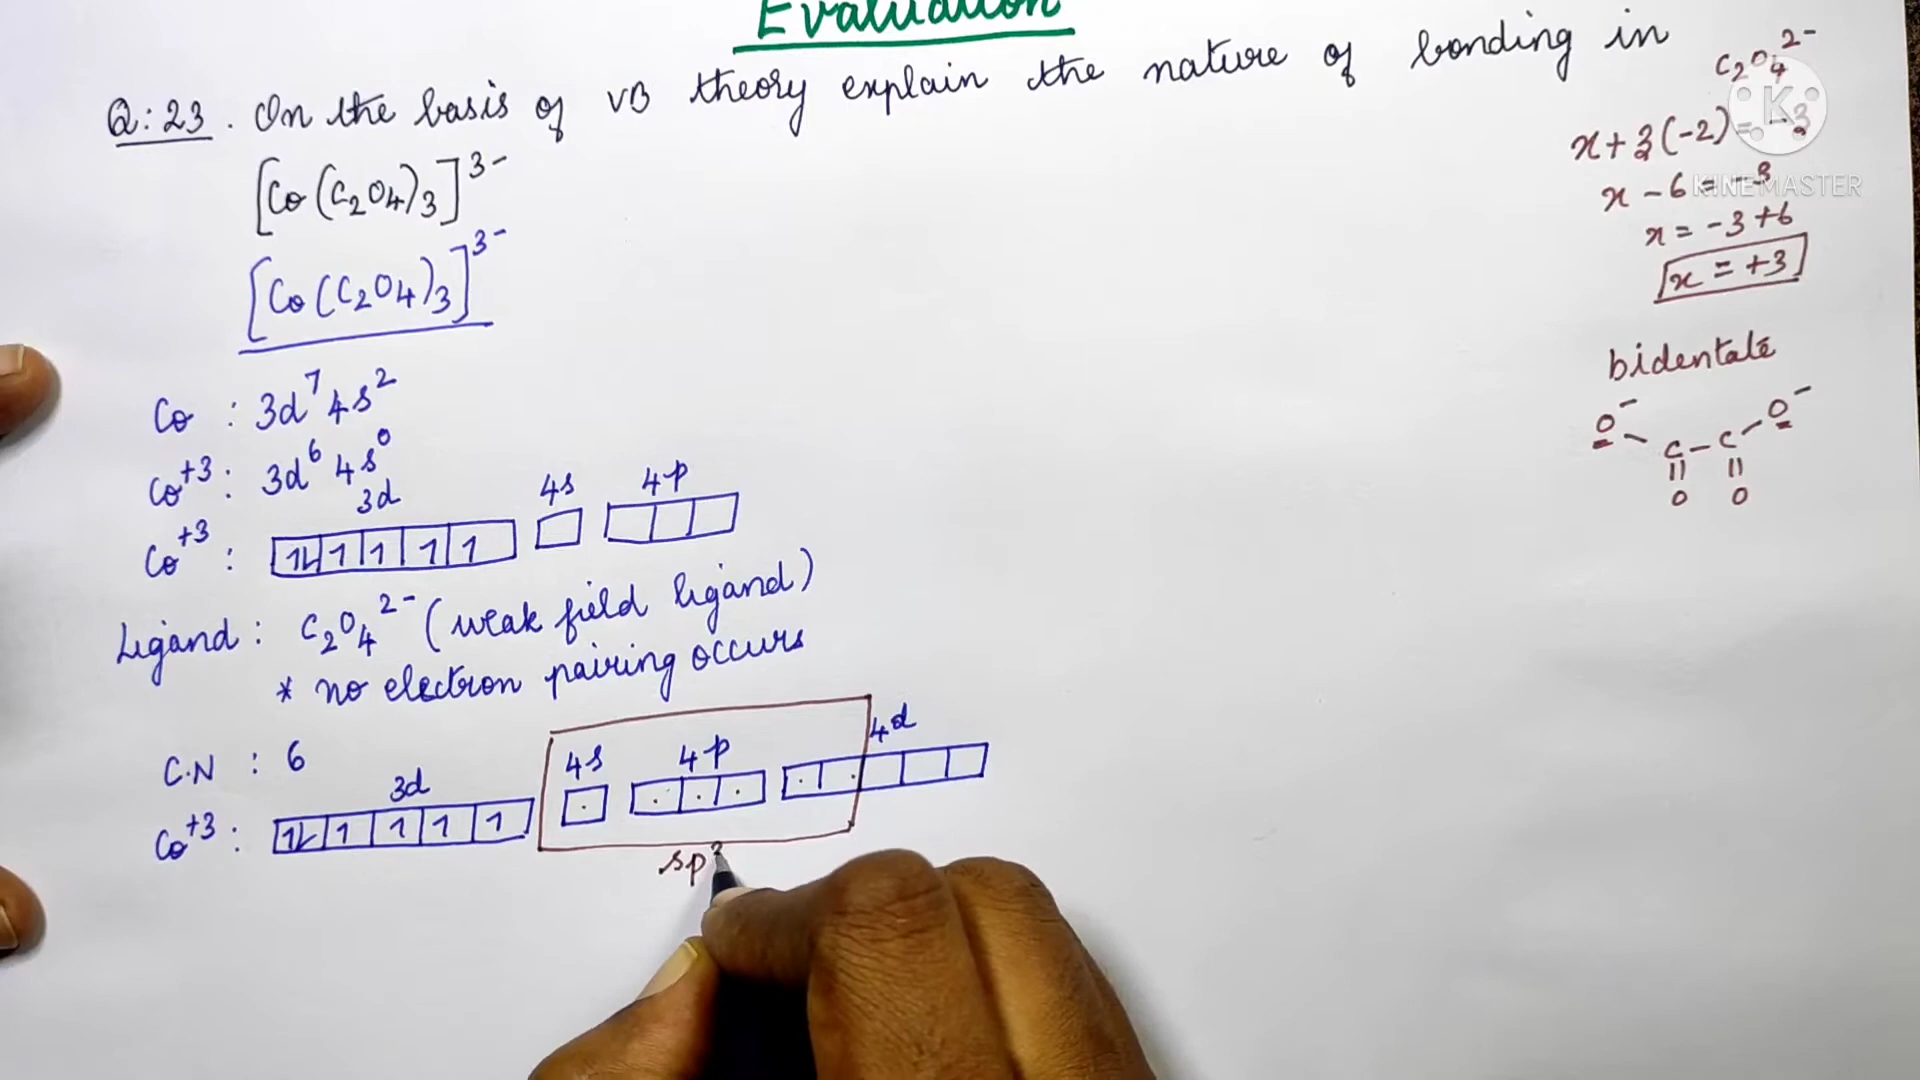 Evaluation
Q:23. On the basis of VB theory explain the nature of bonding in
[Co(C2O4)3]3-
[Co(C2O4)3]3-
Co : 3d7 4s2
Co+3 : 3d6 4s0
3d 4s 4p
Co+3 : 1L 1 1 1 1
Ligand : C2O4 2- (weak field ligand)
* no electron pairing occurs
C.N : 6
3d 4s 4p 4d
Co+3 : 1L 1 1 1 1
sp3
C2O4 2-
x+3(-2) = -3
x-6 = -3
x = -3+6
x = +3
K
KINEMASTER
bidentate
O- O-
C-C
|| ||
O O